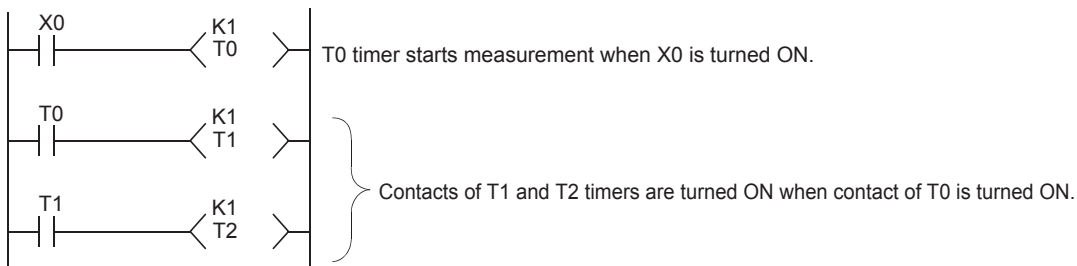 X0
K1
T0
T0 timer starts measurement when X0 is turned ON.
T0
K1
T1
Contacts of T1 and T2 timers are turned ON when contact of T0 is turned ON.
T1
K1
T2